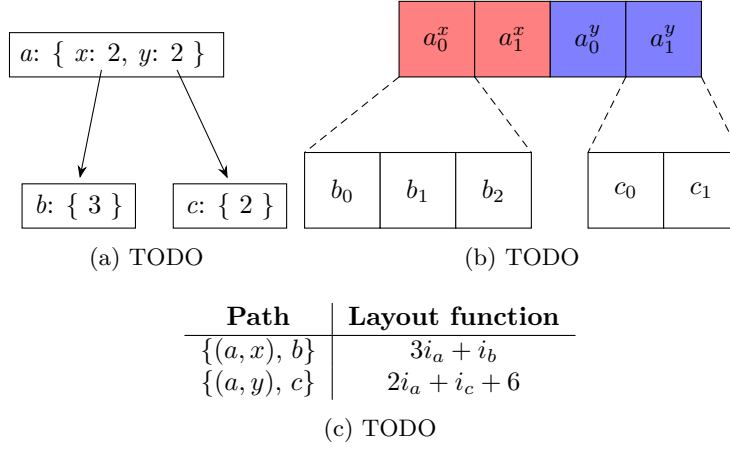 a: { x: 2, y: 2 }
b: { 3 }
c: { 2 }
(a) TODO
a_0^x a_1^x a_0^y a_1^y
b_0 b_1 b_2
c_0 c_1
(b) TODO
Path Layout function
{(a, x), b} 3i_a + i_b
{(a, y), c} 2i_a + i_c + 6
(c) TODO